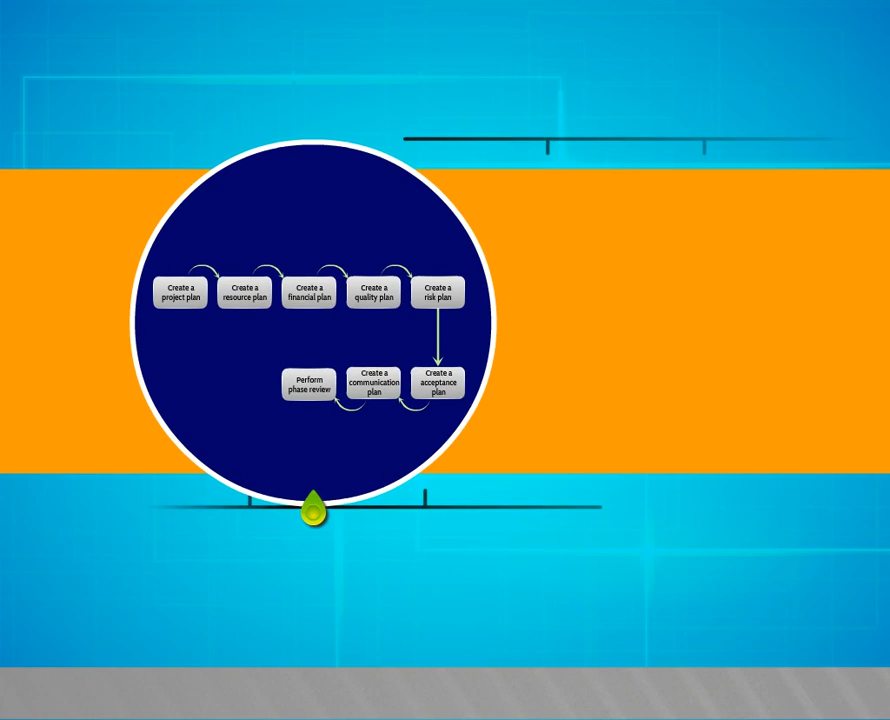 Create a
project plan
Create a
resource plan
Create a
financial plan
Create a
quality plan
Create a
risk plan
Create a
acceptance
plan
Create a
communication
plan
Perform
phase review